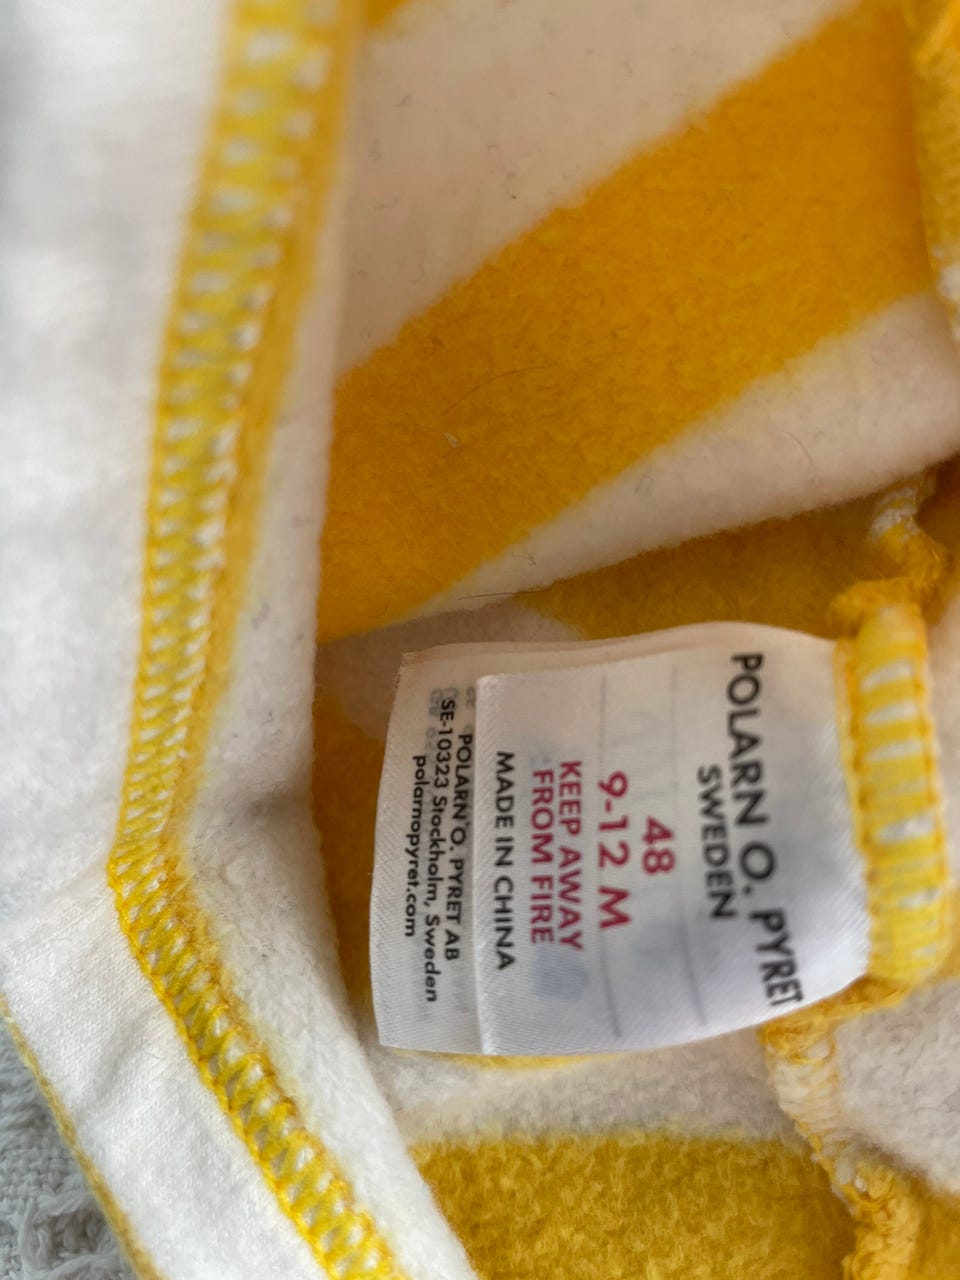 POLARN O. PYRET
SWEDEN
48
9-12 M
KEEP AWAY
FROM FIRE
MADE IN CHINA
POLARN O. PYRET AB
SE-10323 Stockholm, Sweden
polarnopyret.com